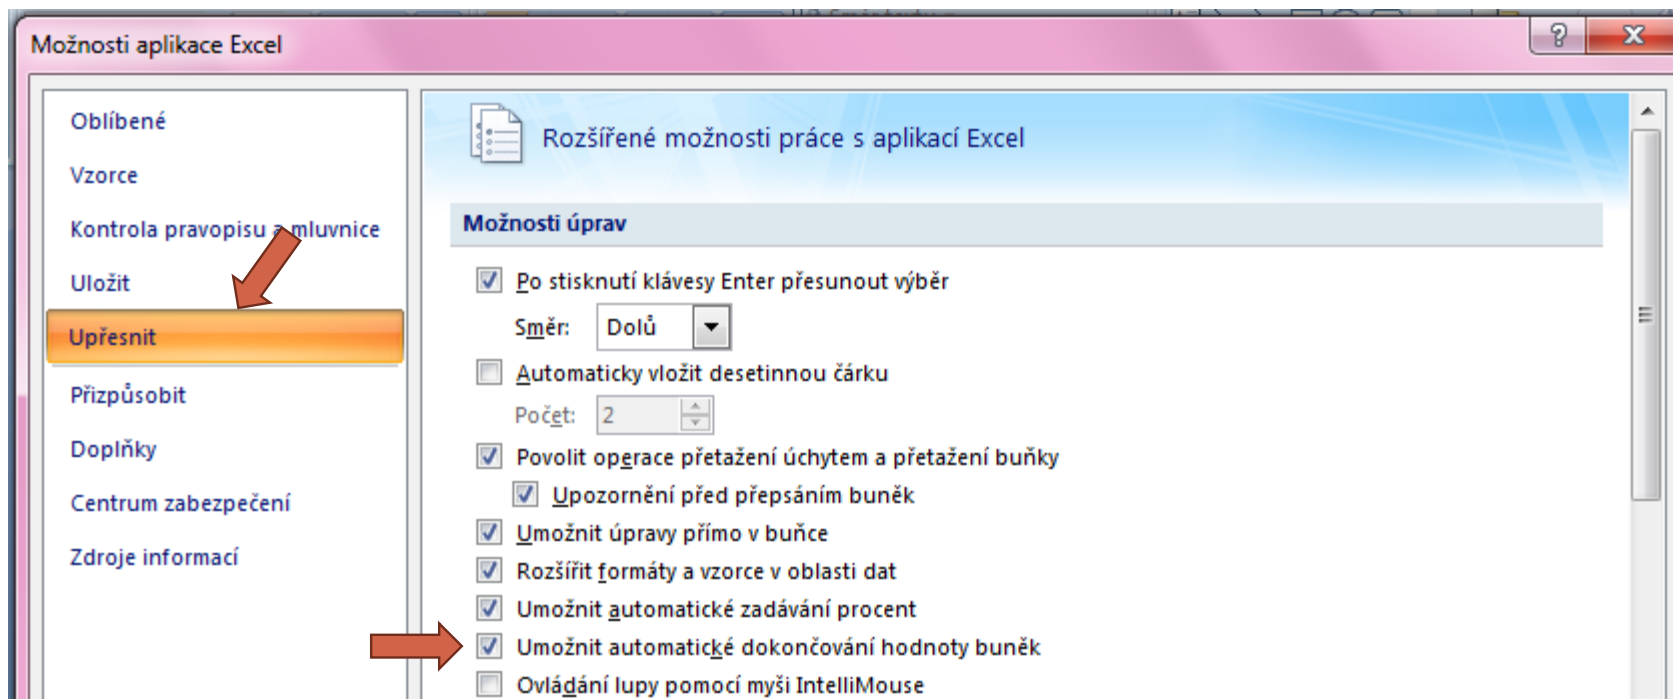 Možnosti aplikace Excel
Oblíbené
Vzorce
Kontrola pravopisu a mluvnice
Uložit
Upřesnit
Přizpůsobit
Doplňky
Centrum zabezpečení
Zdroje informací
Rozšířené možnosti práce s aplikací Excel
Možnosti úprav
Po stisknutí klávesy Enter přesunout výběr
Směr: Dolů
Automaticky vložit desetinnou čárku
Počet: 2
Povolit operace přetažení úchytem a přetažení buňky
Upozornění před přepsáním buněk
Umožnit úpravy přímo v buňce
Rozšířit formáty a vzorce v oblasti dat
Umožnit automatické zadávání procent
Umožnit automatické dokončování hodnoty buněk
Ovládání lupy pomocí myši IntelliMouse